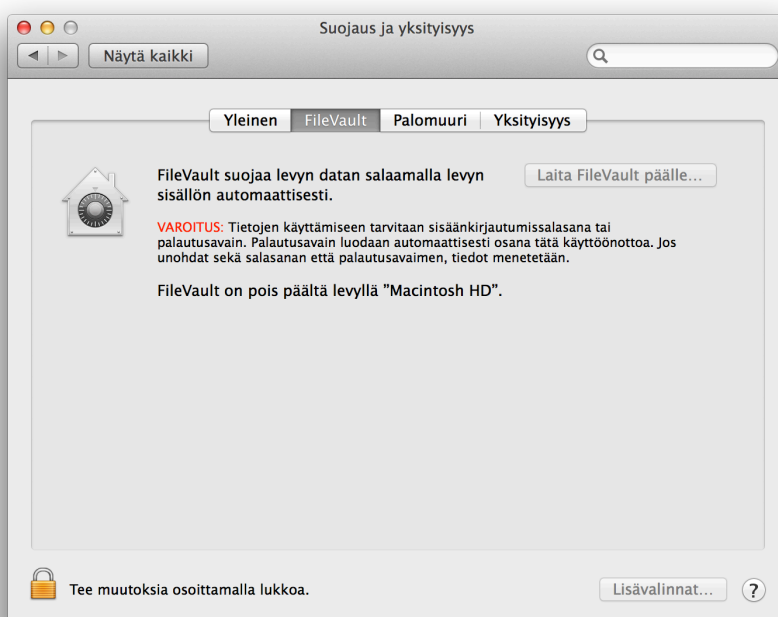 Suojaus ja yksityisyys
Näytä kaikki
Yleinen FileVault Palomuuri Yksityisyys
FileVault suojaa levyn datan salaamalla levyn
sisällön automaattisesti.
Laita FileVault päälle...
VAROITUS: Tietojen käyttämiseen tarvitaan sisäänkirjautumissalasana tai
palautusavain. Palautusavain luodaan automaattisesti osana tätä käyttöönottoa. Jos
unohdat sekä salasanan että palautusavaimen, tiedot menetetään.
FileVault on pois päältä levyllä ”Macintosh HD”.
Tee muutoksia osoittamalla lukkoa.
Lisävalinnat...
?